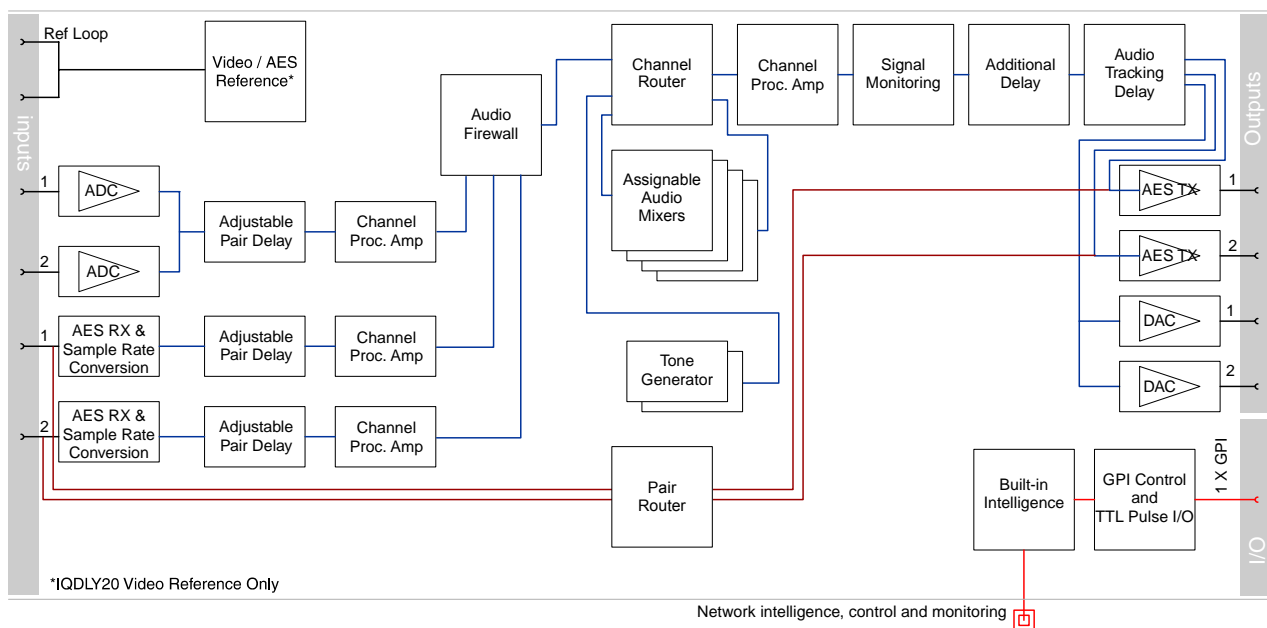 Ref Loop
Video / AES
Reference*
inputs
Audio
Firewall
Channel
Router
Channel
Proc. Amp
Signal
Monitoring
Additional
Delay
Audio
Tracking
Delay
Outputs
1
ADC
2
ADC
Adjustable
Pair Delay
Channel
Proc. Amp
Assignable
Audio
Mixers
AES TX
1
AES TX
2
DAC
1
DAC
2
1
AES RX &
Sample Rate
Conversion
Adjustable
Pair Delay
Channel
Proc. Amp
Tone
Generator
2
AES RX &
Sample Rate
Conversion
Adjustable
Pair Delay
Channel
Proc. Amp
Pair
Router
Built-in
Intelligence
GPI Control
and
TTL Pulse I/O
1 X GPI
I/O
*IQDLY20 Video Reference Only
Network intelligence, control and monitoring